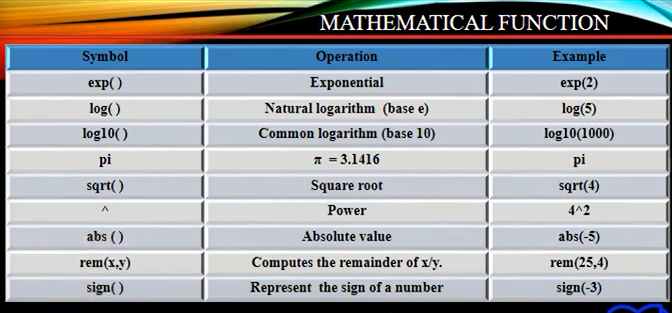 MATHEMATICAL FUNCTION
Symbol Operation Example
exp( ) Exponential exp(2)
log( ) Natural logarithm (base e) log(5)
log10( ) Common logarithm (base 10) log10(1000)
pi π = 3.1416 pi
sqrt( ) Square root sqrt(4)
^ Power 4^2
abs ( ) Absolute value abs(-5)
rem(x,y) Computes the remainder of x/y. rem(25,4)
sign( ) Represent the sign of a number sign(-3)